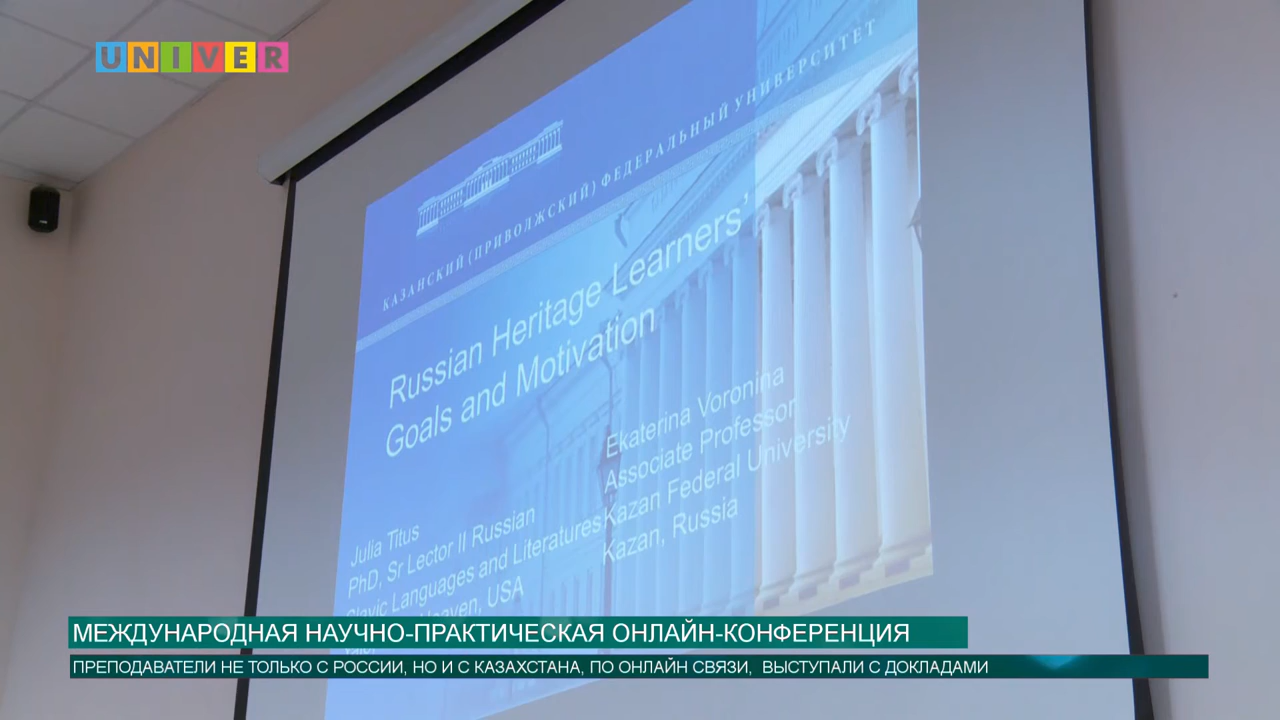 UNIVER
КАЗАНСКИЙ (ПРИВОЛЖСКИЙ) ФЕДЕРАЛЬНЫЙ УНИВЕРСИТЕТ
Russian Heritage Learners'
Goals and Motivation
Ekaterina Voronina
Associate Professor
Kazan Federal University
Kazan, Russia
Julia Titus
PhD, Sr Lector II Russian
Slavic Languages and Literatures
USA
МЕЖДУНАРОДНАЯ НАУЧНО-ПРАКТИЧЕСКАЯ ОНЛАЙН-КОНФЕРЕНЦИЯ
ПРЕПОДАВАТЕЛИ НЕ ТОЛЬКО С РОССИИ, НО И С КАЗАХСТАНА, ПО ОНЛАЙН СВЯЗИ, ВЫСТУПАЛИ С ДОКЛАДАМИ